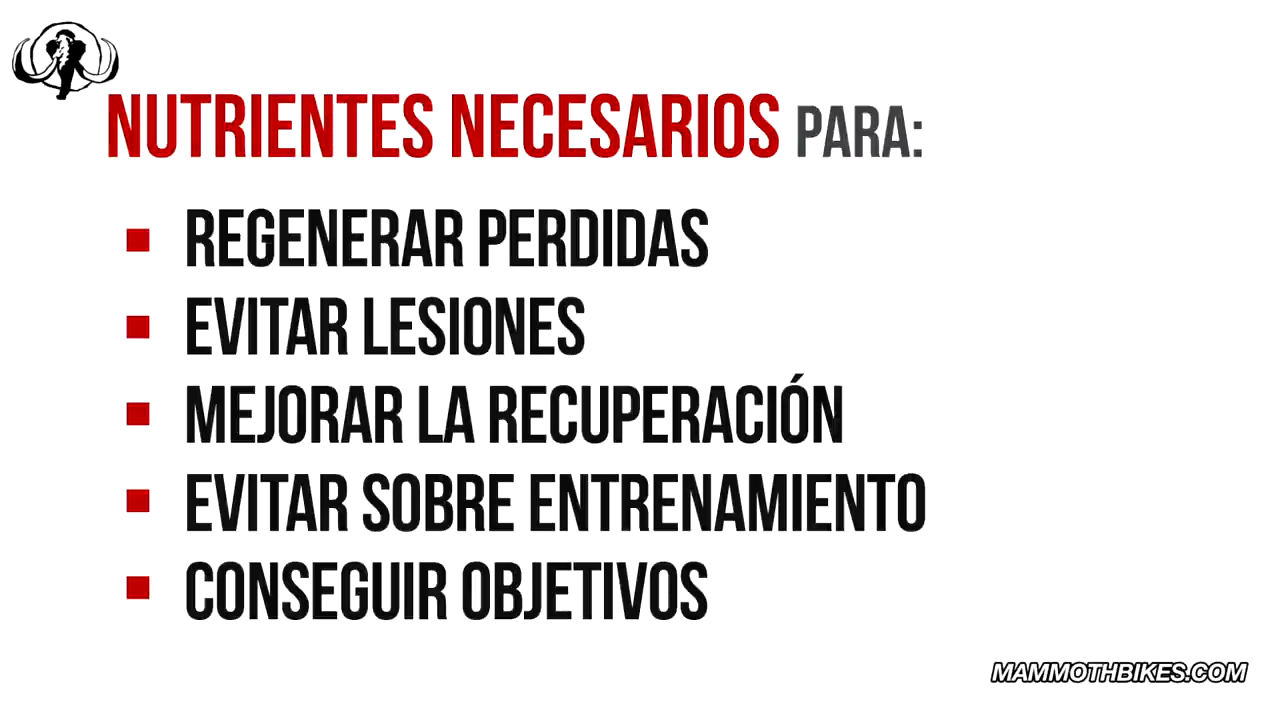 NUTRIENTES NECESARIOS PARA:
▪ REGENERAR PERDIDAS
▪ EVITAR LESIONES
▪ MEJORAR LA RECUPERACIÓN
▪ EVITAR SOBRE ENTRENAMIENTO
▪ CONSEGUIR OBJETIVOS
MAMMOTHBIKES.COM